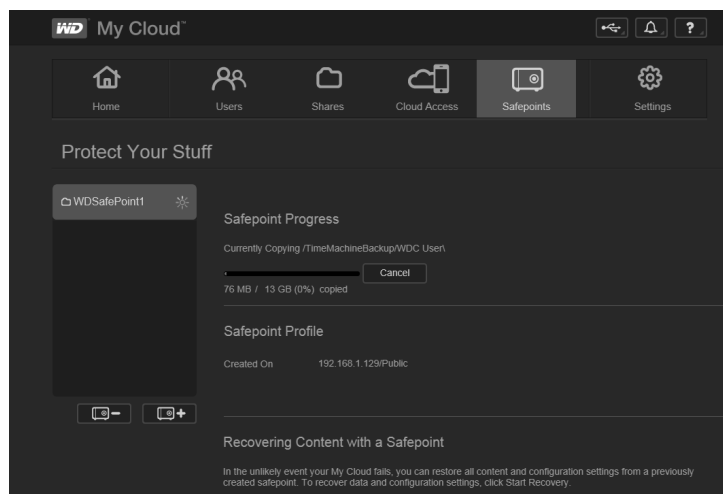 WD My Cloud™
?
Home Users Shares Cloud Access Safepoints Settings
Protect Your Stuff
WDSafePoint1
Safepoint Progress
Currently Copying /TimeMachineBackup/WDC User\
Cancel
76 MB / 13 GB (0%) copied
Safepoint Profile
Created On 192.168.1.129/Public
Recovering Content with a Safepoint
In the unlikely event your My Cloud fails, you can restore all content and configuration settings from a previously
created safepoint. To recover data and configuration settings, click Start Recovery.